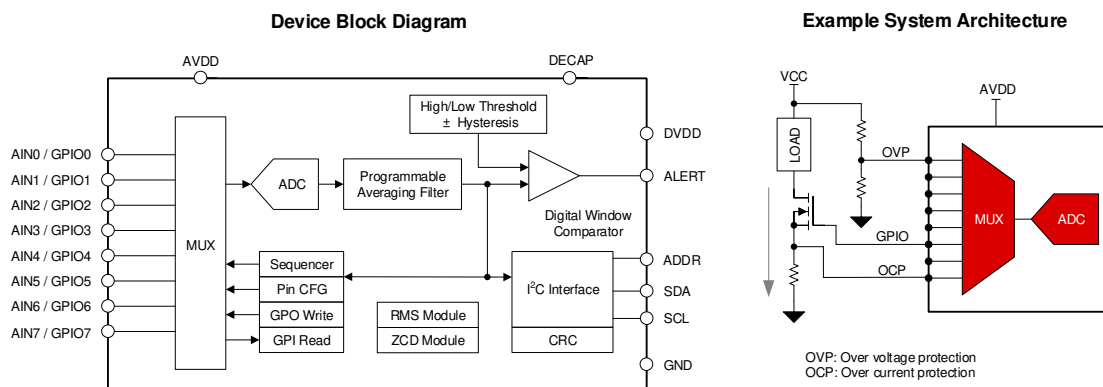 Device Block Diagram
AVDD
DECAP
High/Low Threshold
± Hysteresis
DVDD
AIN0 / GPIO0
AIN1 / GPIO1
AIN2 / GPIO2
AIN3 / GPIO3
AIN4 / GPIO4
AIN5 / GPIO5
AIN6 / GPIO6
AIN7 / GPIO7
MUX
ADC
Programmable
Averaging Filter
ALERT
Digital Window
Comparator
Sequencer
Pin CFG
GPO Write
GPI Read
RMS Module
ZCD Module
I²C Interface
CRC
ADDR
SDA
SCL
GND
Example System Architecture
VCC
AVDD
LOAD
OVP
GPIO
OCP
MUX
ADC
OVP: Over voltage protection
OCP: Over current protection